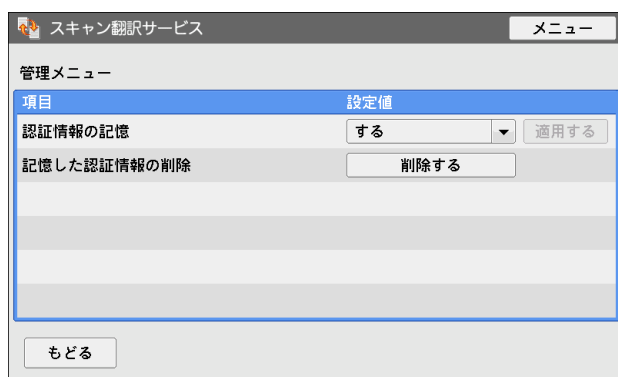 スキャン翻訳サービス メニュー
管理メニュー
項目 設定値
認証情報の記憶 する 適用する
記憶した認証情報の削除 削除する
もどる